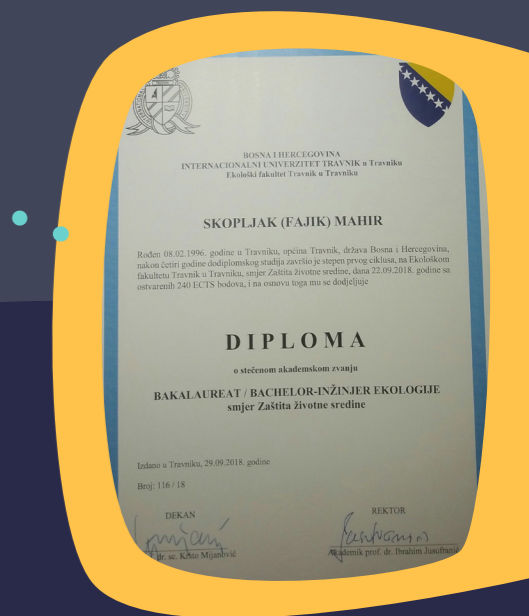 BOSNA I HERCEGOVINA
INTERNACIONALNI UNIVERZITET TRAVNIK u Travniku
Ekološki fakultet Travnik u Travniku
SKOPLJAK (FAJIK) MAHIR
Rođen 08.02.1996. godine u Travniku, općina Travnik, država Bosna i Hercegovina,
nakon četiri godine dodiplomskog studija završio je stepen prvog ciklusa, na Ekološkom
fakultetu Travnik u Travniku, smjer Zaštita životne sredine, dana 22.09.2018. godine sa
ostvarenih 240 ECTS bodova, i na osnovu toga mu se dodjeljuje
DIPLOMA
o stečenom akademskom zvanju
BAKALAUREAT / BACHELOR-INŽINJER EKOLOGIJE
smjer Zaštita životne sredine
Izdano u Travniku, 29.09.2018. godine
Broj: 116 / 18
DEKAN
REKTOR
dr. sc. Krsto Mijanović
Akademik prof. dr. Ibrahim Jusufranić